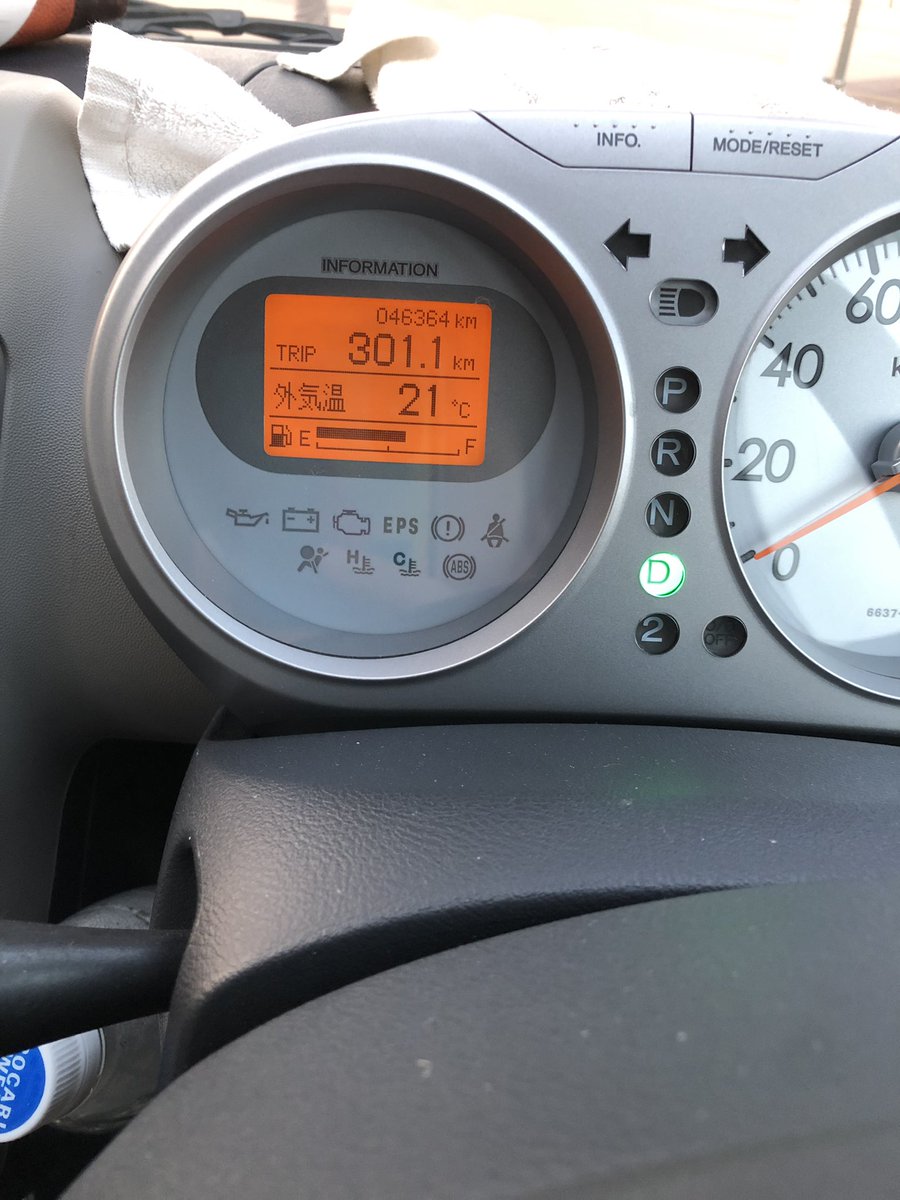 INFO.
MODE/RESET
INFORMATION
046364 km
TRIP 301.1 km
外気温 21 °C
E F
EPS
H C ABS
P
R
N
D
2 OFF
60
40
20
0
6637